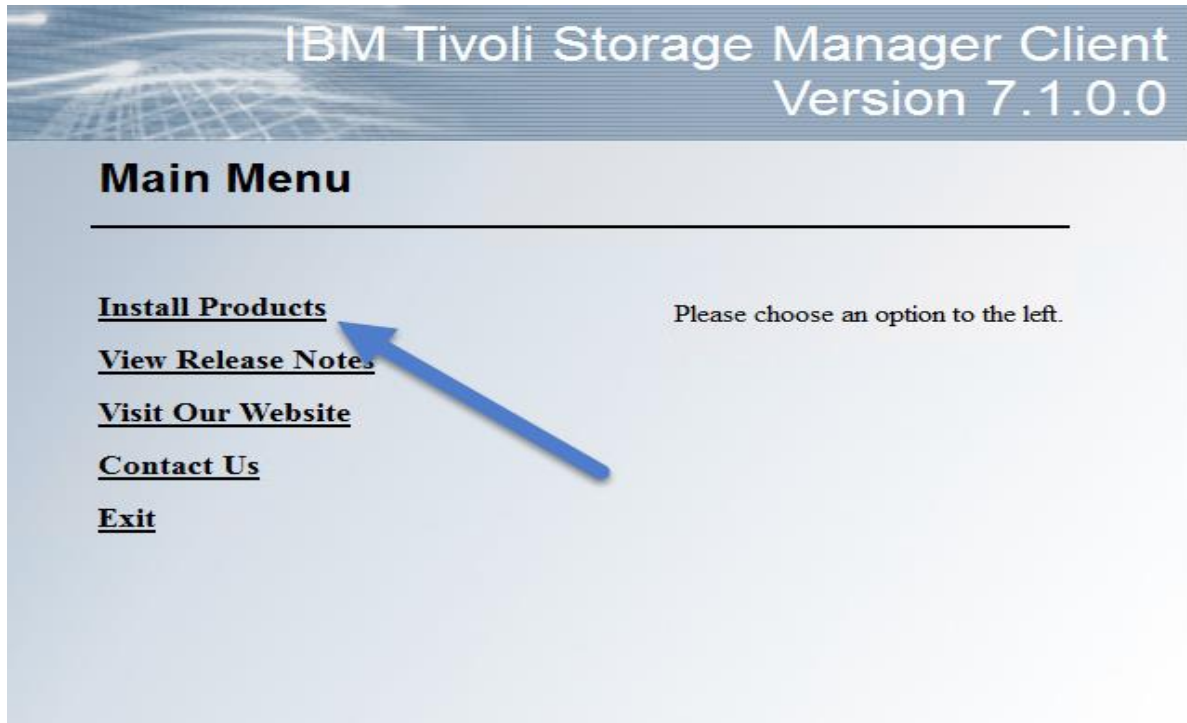 IBM Tivoli Storage Manager Client
Version 7.1.0.0
Main Menu
Install Products
Please choose an option to the left.
View Release Notes
Visit Our Website
Contact Us
Exit